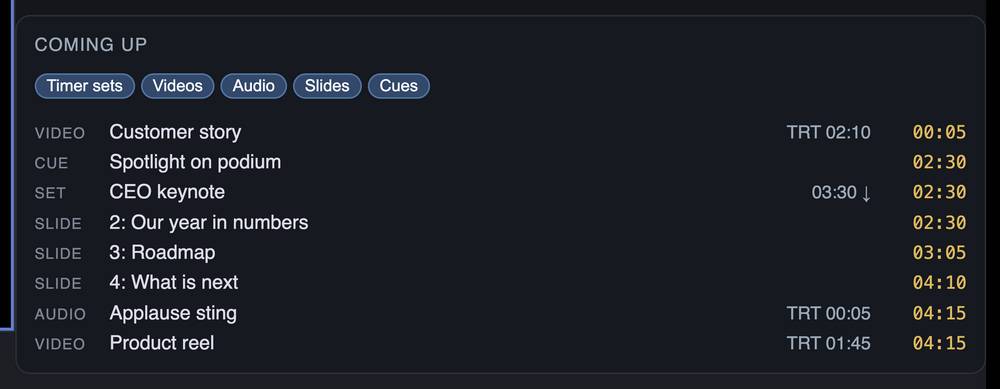 COMING UP
Timer sets Videos Audio Slides Cues
VIDEO Customer story TRT 02:10 00:05
CUE Spotlight on podium 02:30
SET CEO keynote 03:30 ↓ 02:30
SLIDE 2: Our year in numbers 02:30
SLIDE 3: Roadmap 03:05
SLIDE 4: What is next 04:10
AUDIO Applause sting TRT 00:05 04:15
VIDEO Product reel TRT 01:45 04:15